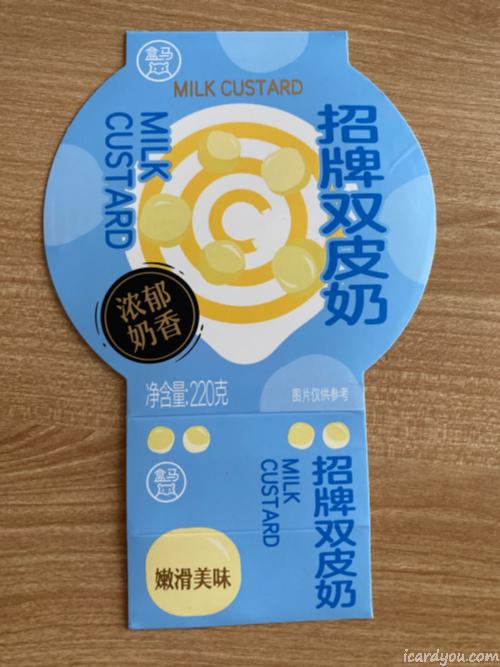 盒马
MILK CUSTARD
招牌双皮奶
MILK
CUSTARD
浓郁
奶香
净含量:220克
图片仅供参考
盒马
招牌双皮奶
MILK
CUSTARD
嫩滑美味
icardyou.com